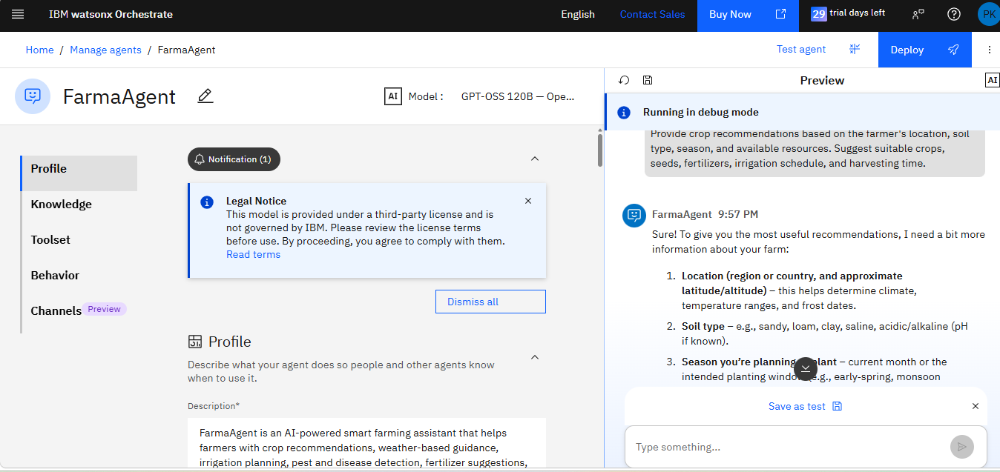 IBM watsonx Orchestrate
English
Contact Sales
Buy Now
29 trial days left
PK
Home / Manage agents / FarmaAgent
Test agent
Deploy
FarmaAgent
AI Model : GPT-OSS 120B — Ope...
Profile
Knowledge
Toolset
Behavior
Channels Preview
Notification (1)
Legal Notice
This model is provided under a third-party license and is
not governed by IBM. Please review the license terms
before use. By proceeding, you agree to comply with them.
Read terms
Dismiss all
Profile
Describe what your agent does so people and other agents know
when to use it.
Description*
FarmaAgent is an AI-powered smart farming assistant that helps
farmers with crop recommendations, weather-based guidance,
irrigation planning, pest and disease detection, fertilizer suggestions,
Preview
AI
Running in debug mode
Provide crop recommendations based on the farmer's location, soil
type, season, and available resources. Suggest suitable crops,
seeds, fertilizers, irrigation schedule, and harvesting time.
FarmaAgent 9:57 PM
Sure! To give you the most useful recommendations, I need a bit more
information about your farm:
1. Location (region or country, and approximate
latitude/altitude) – this helps determine climate,
temperature ranges, and frost dates.
2. Soil type – e.g., sandy, loam, clay, saline, acidic/alkaline (pH
if known).
3. Season you're planning plant – current month or the
intended planting window (e.g., early-spring, monsoon
Save as test
Type something...